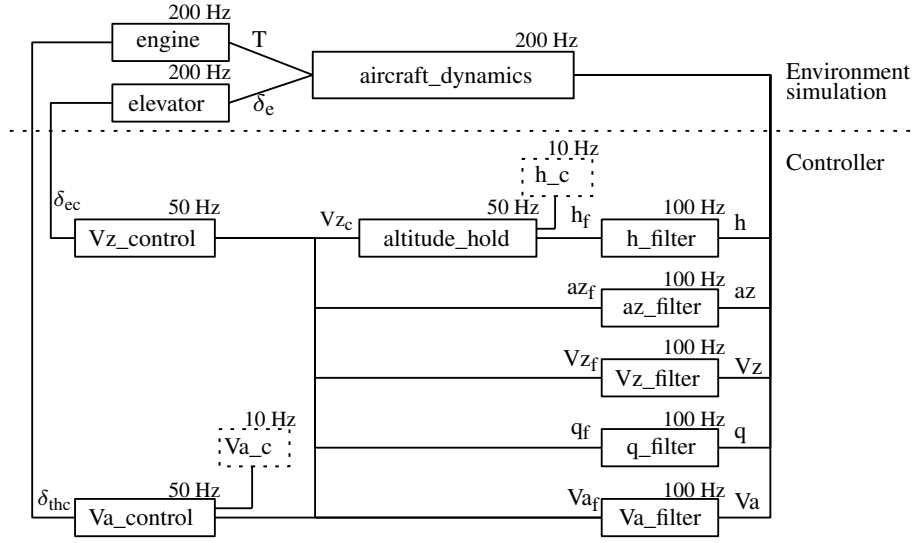 200 Hz
engine
T
200 Hz
200 Hz
aircraft_dynamics
elevator
δe
Environment
simulation
Controller
10 Hz
h_c
δec
50 Hz
Vz_control
Vzc
50 Hz
altitude_hold
hf
100 Hz
h_filter
h
azf
100 Hz
az_filter
az
Vzf
100 Hz
Vz_filter
Vz
10 Hz
Va_c
qf
100 Hz
q_filter
q
δthc
50 Hz
Va_control
Vaf
100 Hz
Va_filter
Va